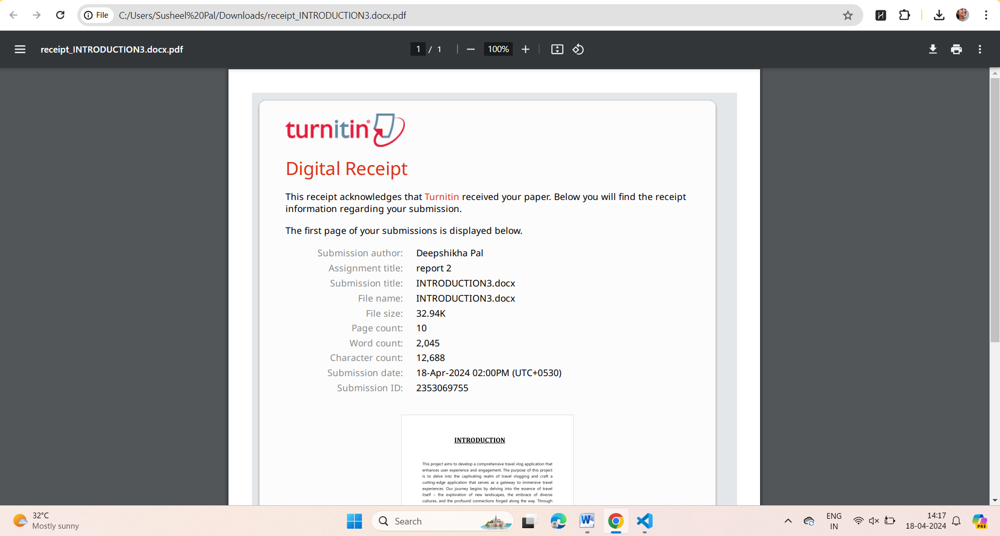 File
C:/Users/Susheel%20Pal/Downloads/receipt_INTRODUCTION3.docx.pdf
receipt_INTRODUCTION3.docx.pdf
1 / 1
100%
turnitin®
Digital Receipt
This receipt acknowledges that Turnitin received your paper. Below you will find the receipt
information regarding your submission.
The first page of your submissions is displayed below.
Submission author: Deepshikha Pal
Assignment title: report 2
Submission title: INTRODUCTION3.docx
File name: INTRODUCTION3.docx
File size: 32.94K
Page count: 10
Word count: 2,045
Character count: 12,688
Submission date: 18-Apr-2024 02:00PM (UTC+0530)
Submission ID: 2353069755
INTRODUCTION
This project aims to develop a comprehensive travel vlog application that
enhances user experience and engagement. The purpose of this project
is to delve into the captivating realm of travel vlogging and craft a
cutting-edge application that serves as a gateway to immersive travel
experiences. Our journey begins by delving into the essence of travel
itself – the exploration of new landscapes, the embrace of diverse
cultures, and the profound connections forged along the way. Through
32°C
Mostly sunny
Search
ENG
IN
14:17
18-04-2024
PRE